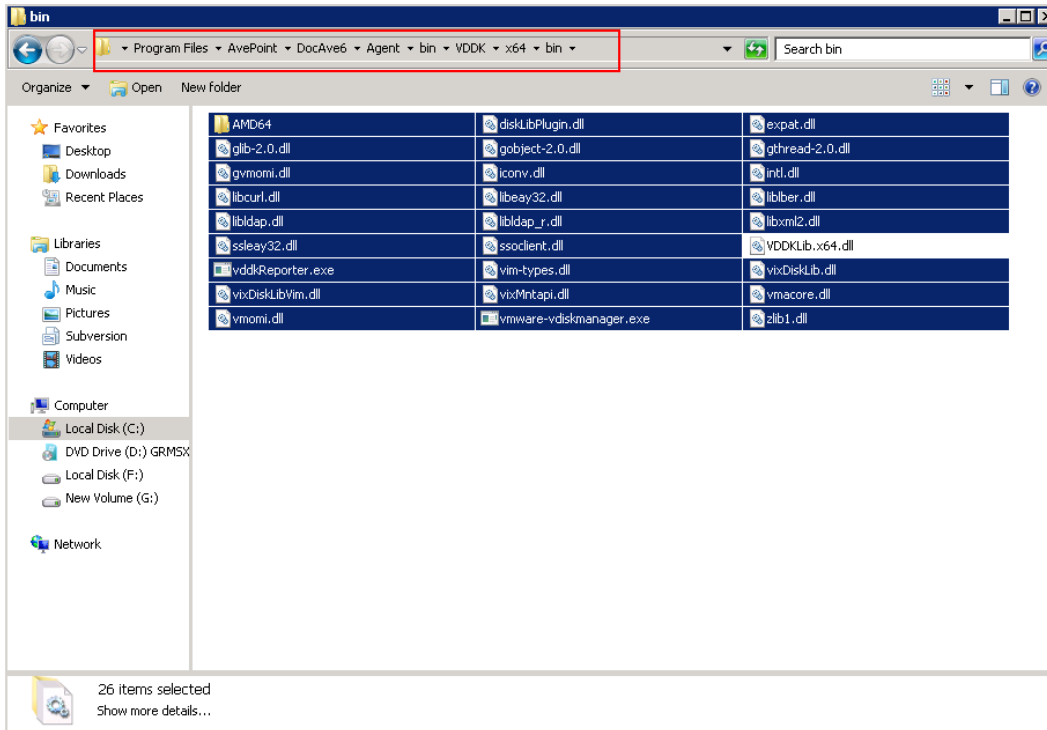 bin
Program Files ▾ AvePoint ▾ DocAve6 ▾ Agent ▾ bin ▾ VDDK ▾ x64 ▾ bin ▾
Search bin
Organize ▾ Open New folder
Favorites
Desktop
Downloads
Recent Places
Libraries
Documents
Music
Pictures
Subversion
Videos
Computer
Local Disk (C:)
DVD Drive (D:) GRMSX
Local Disk (F:)
New Volume (G:)
Network
AMD64 diskLibPlugin.dll expat.dll
glib-2.0.dll gobject-2.0.dll gthread-2.0.dll
gvmomi.dll iconv.dll intl.dll
libcurl.dll libeay32.dll liblber.dll
libldap.dll libldap_r.dll libxml2.dll
ssleay32.dll ssoclient.dll VDDKLib.x64.dll
vddkReporter.exe vim-types.dll vixDiskLib.dll
vixDiskLibVim.dll vixMntapi.dll vmacore.dll
vmomi.dll vmware-vdiskmanager.exe zlib1.dll
26 items selected
Show more details...